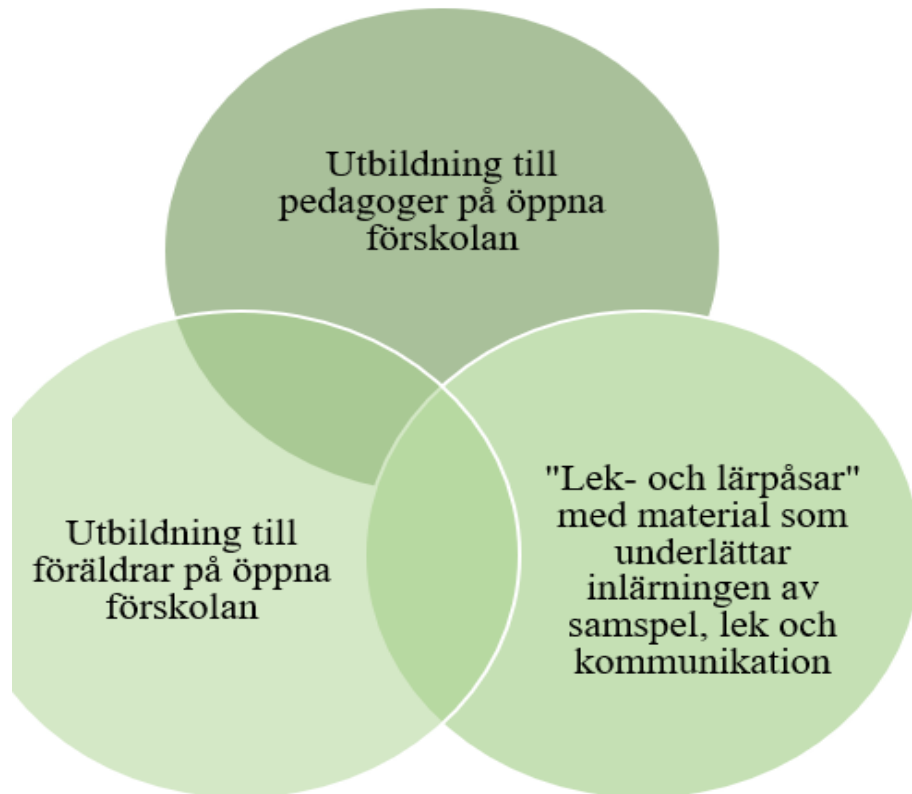 Utbildning till
pedagoger på öppna
förskolan
Utbildning till
föräldrar på öppna
förskolan
"Lek- och lärpåsar"
med material som
underlättar
inlärningen av
samspel, lek och
kommunikation